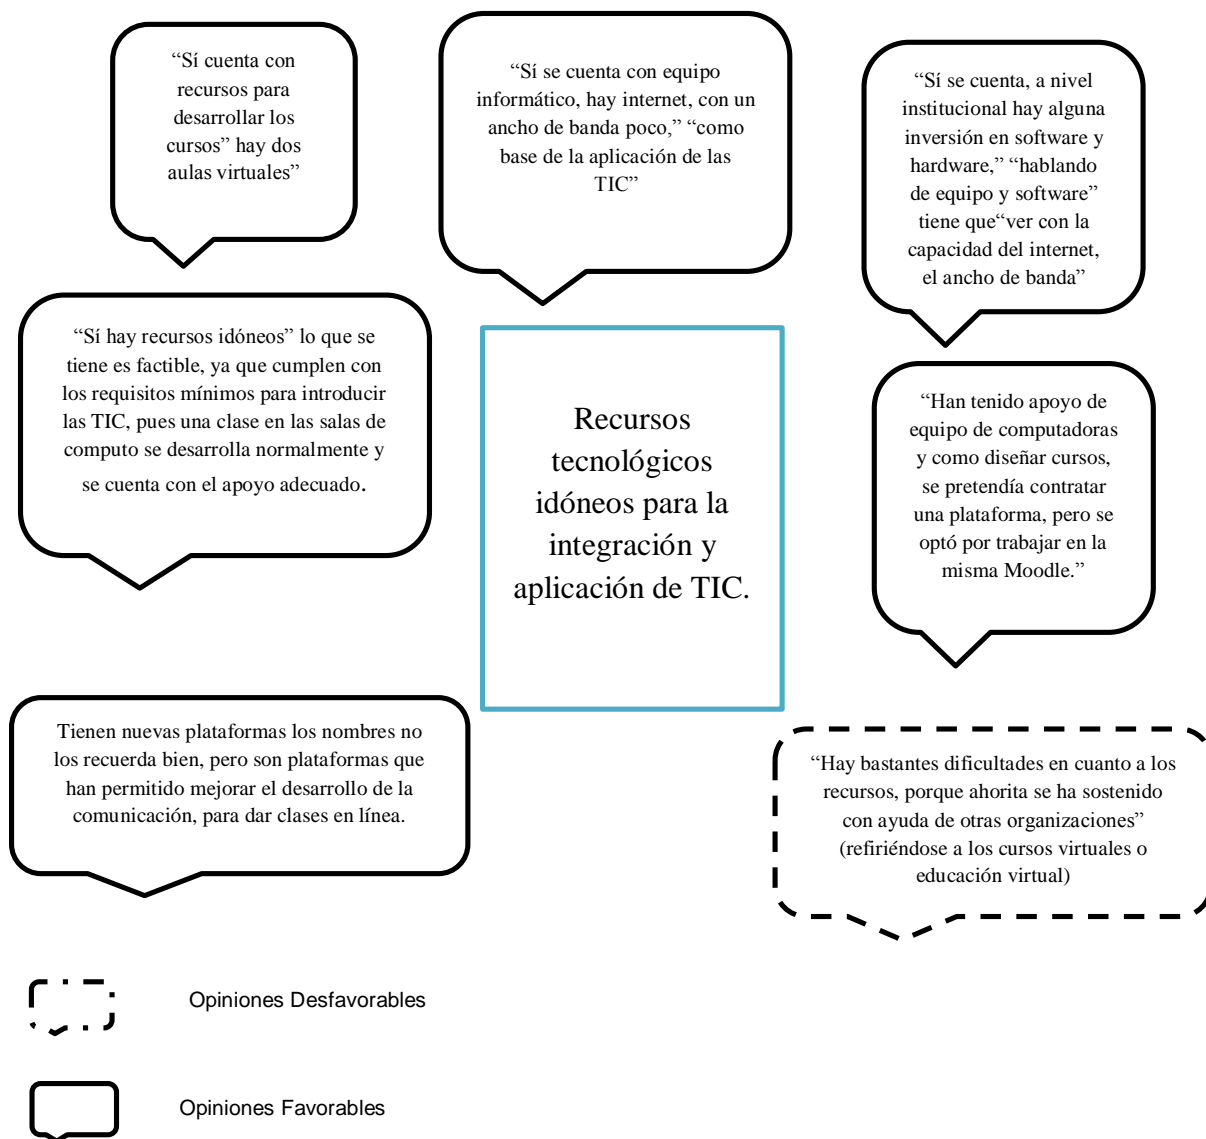 “Sí cuenta con
recursos para
desarrollar los
cursos” hay dos
aulas virtuales”
“Sí se cuenta con equipo
informático, hay internet, con un
ancho de banda poco,” “como
base de la aplicación de las
TIC”
“Sí se cuenta, a nivel
institucional hay alguna
inversión en software y
hardware,” “hablando
de equipo y software”
tiene que“ver con la
capacidad del internet,
el ancho de banda”
“Sí hay recursos idóneos” lo que se
tiene es factible, ya que cumplen con
los requisitos mínimos para introducir
las TIC, pues una clase en las salas de
computo se desarrolla normalmente y
se cuenta con el apoyo adecuado.
Recursos
tecnológicos
idóneos para la
integración y
aplicación de TIC.
“Han tenido apoyo de
equipo de computadoras
y como diseñar cursos,
se pretendía contratar
una plataforma, pero se
optó por trabajar en la
misma Moodle.”
Tienen nuevas plataformas los nombres no
los recuerda bien, pero son plataformas que
han permitido mejorar el desarrollo de la
comunicación, para dar clases en línea.
“Hay bastantes dificultades en cuanto a los
recursos, porque ahorita se ha sostenido
con ayuda de otras organizaciones”
(refiriéndose a los cursos virtuales o
educación virtual)
Opiniones Desfavorables
Opiniones Favorables